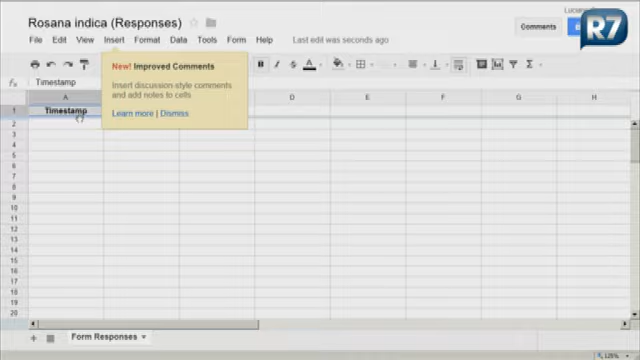 Rosana indica (Responses)
R7
Comments
File Edit View Insert Format Data Tools Form Help Last edit was seconds ago
fx Timestamp
New! Improved Comments
Insert discussion-style comments
and add notes to cells
Learn more | Dismiss
A D E F G H
1 Timestamp
2
3
4
5
6
7
8
9
10
11
12
13
14
15
16
17
18
19
20
Form Responses
125%